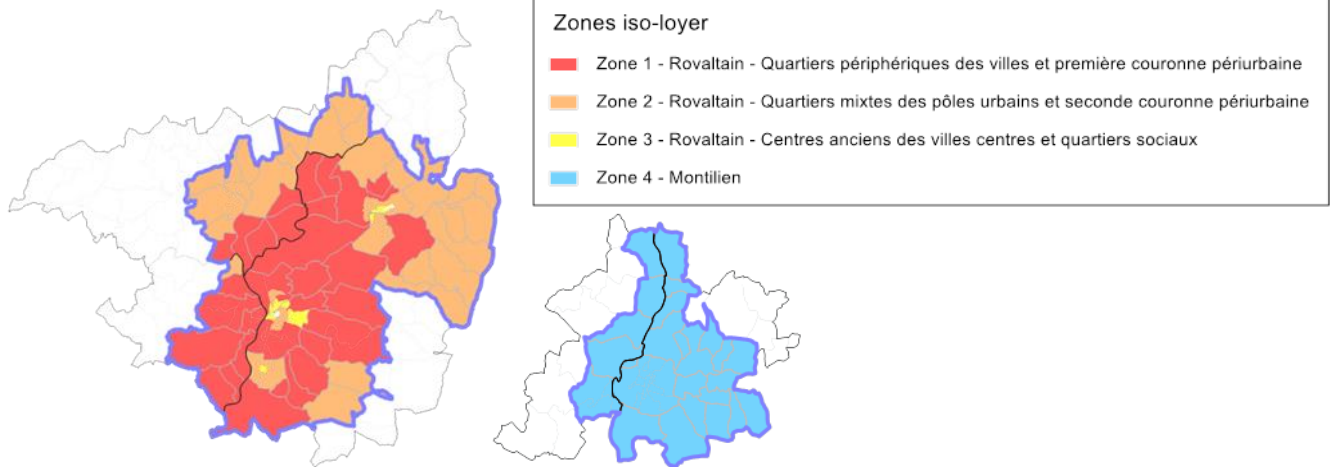 Zones iso-loyer
Zone 1 - Rovaltain - Quartiers périphériques des villes et première couronne périurbaine
Zone 2 - Rovaltain - Quartiers mixtes des pôles urbains et seconde couronne périurbaine
Zone 3 - Rovaltain - Centres anciens des villes centres et quartiers sociaux
Zone 4 - Montilien